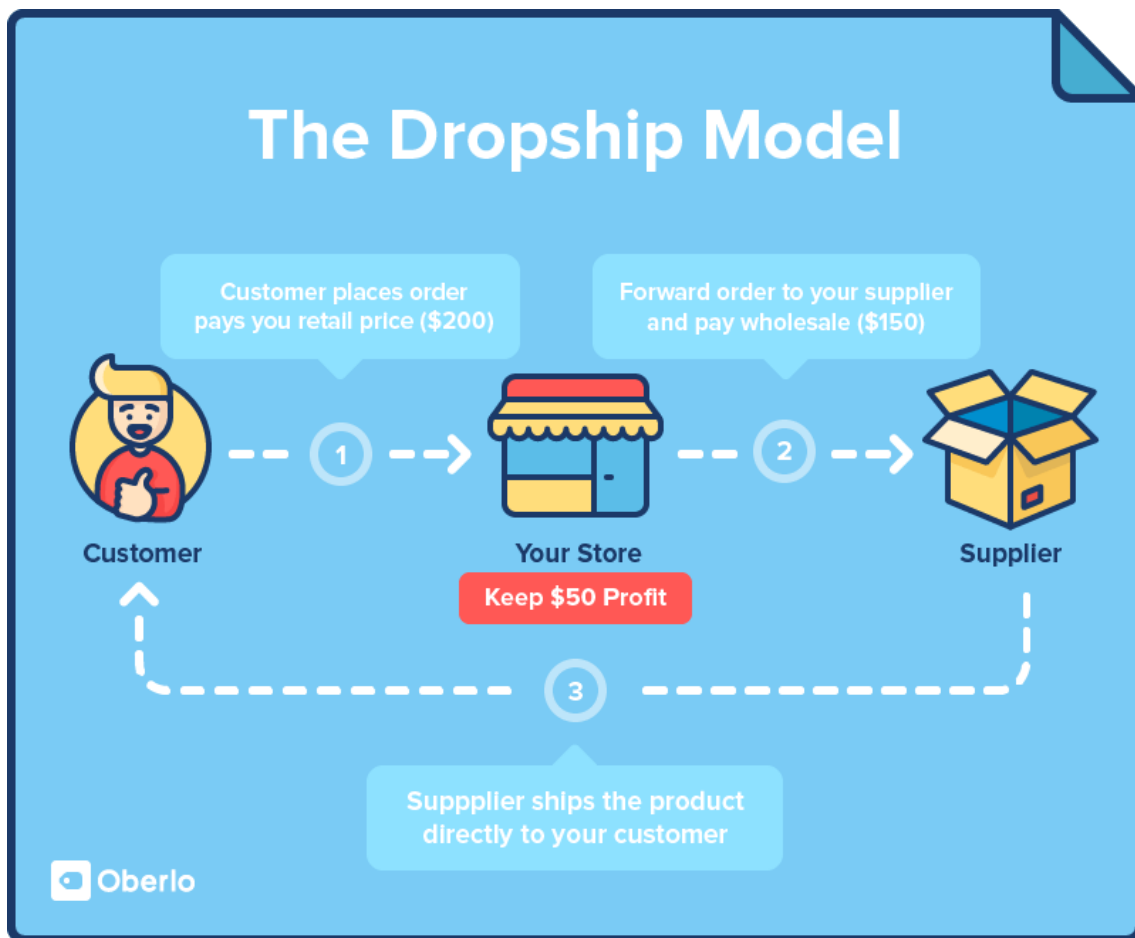 The Dropship Model
Customer places order
pays you retail price ($200)
Forward order to your supplier
and pay wholesale ($150)
1
2
Customer
Your Store
Supplier
Keep $50 Profit
3
Suppplier ships the product
directly to your customer
Oberlo